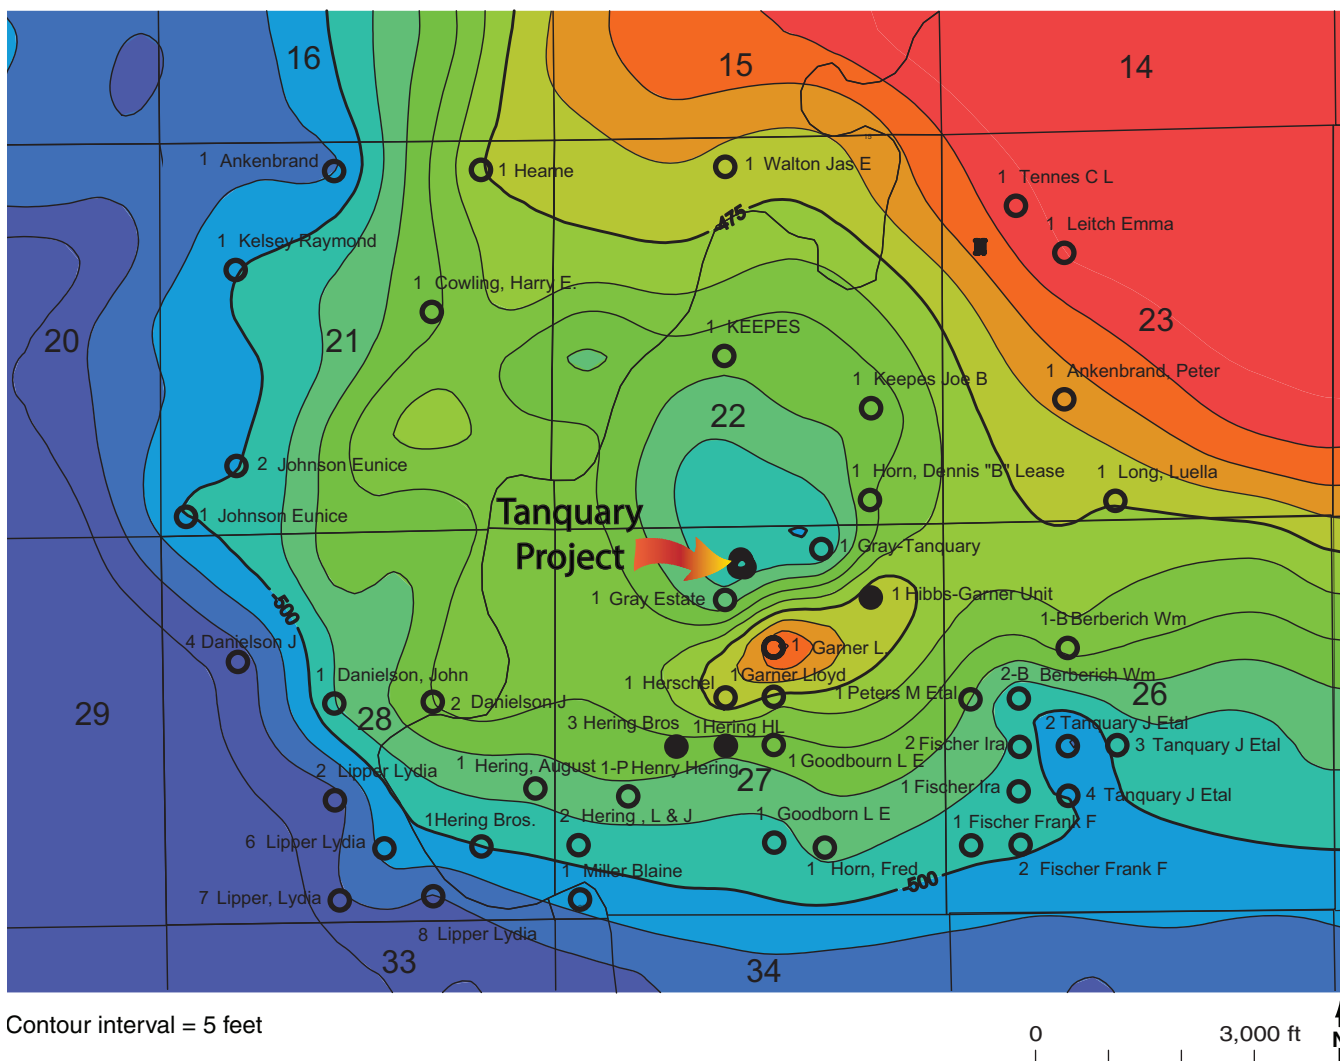 16
15
14
1 Ankenbrand
1 Hearne
1 Walton Jas E
1 Tennes C L
1 Leitch Emma
-475
1 Kelsey Raymond
1 Cowling, Harry E.
20
21
1 KEEPES
23
1 Keepes Joe B
1 Ankenbrand, Peter
22
2 Johnson Eunice
1 Horn, Dennis "B" Lease
1 Long, Luella
1 Johnson Eunice
Tanquary
Project
1 Gray-Tanquary
1 Gray Estate
1 Hibbs-Garner Unit
-500
1-B Berberich Wm
4 Danielson J
1 Garner L.
1 Danielson, John
1 Herschel
1Garner Lloyd
1 Peters M Etal
2-B Berberich Wm
26
2 Danielson J
29
28
3 Hering Bros
1Hering HL
2 Fischer Ira
2 Tanquary J Etal
3 Tanquary J Etal
1 Goodbourn L E
2 Lipper Lydia
1 Hering, August
1-P Henry Hering
27
1 Fischer Ira
4 Tanquary J Etal
1Hering Bros.
2 Hering , L & J
1 Goodborn L E
1 Fischer Frank F
6 Lipper Lydia
1 Miller Blaine
1 Horn, Fred
2 Fischer Frank F
-500
7 Lipper, Lydia
8 Lipper Lydia
33
34
Contour interval = 5 feet
0 3,000 ft
N